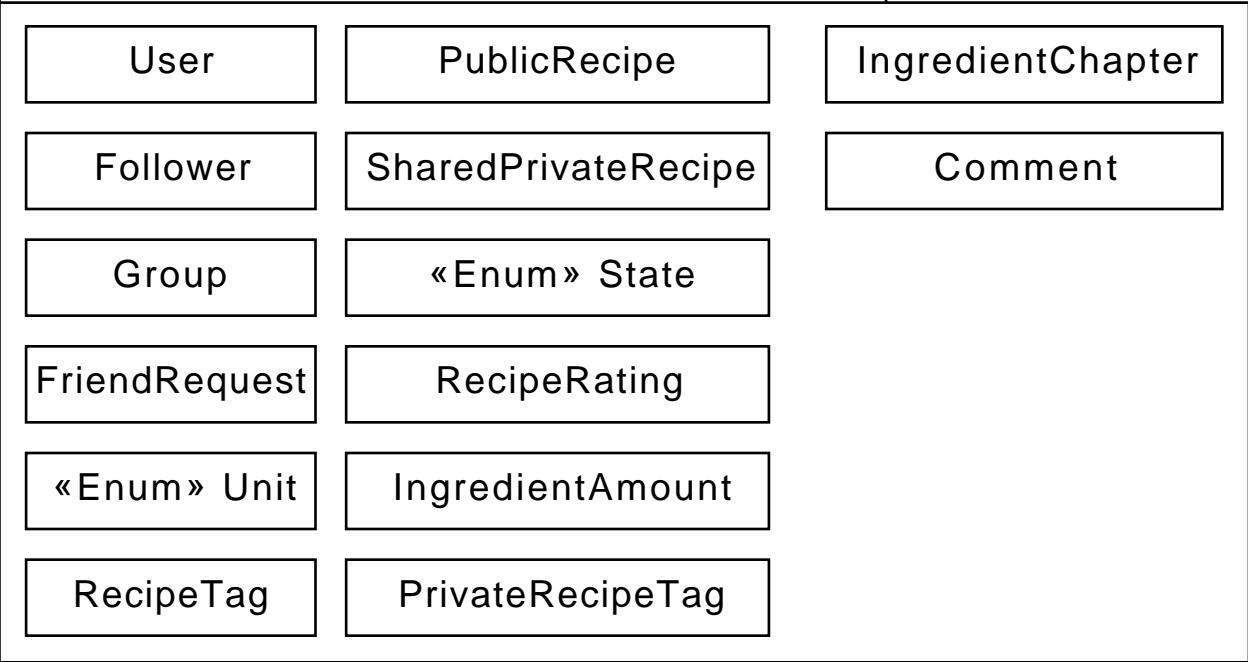 User
PublicRecipe
IngredientChapter
Follower
SharedPrivateRecipe
Comment
Group
«Enum» State
FriendRequest
RecipeRating
«Enum» Unit
IngredientAmount
RecipeTag
PrivateRecipeTag